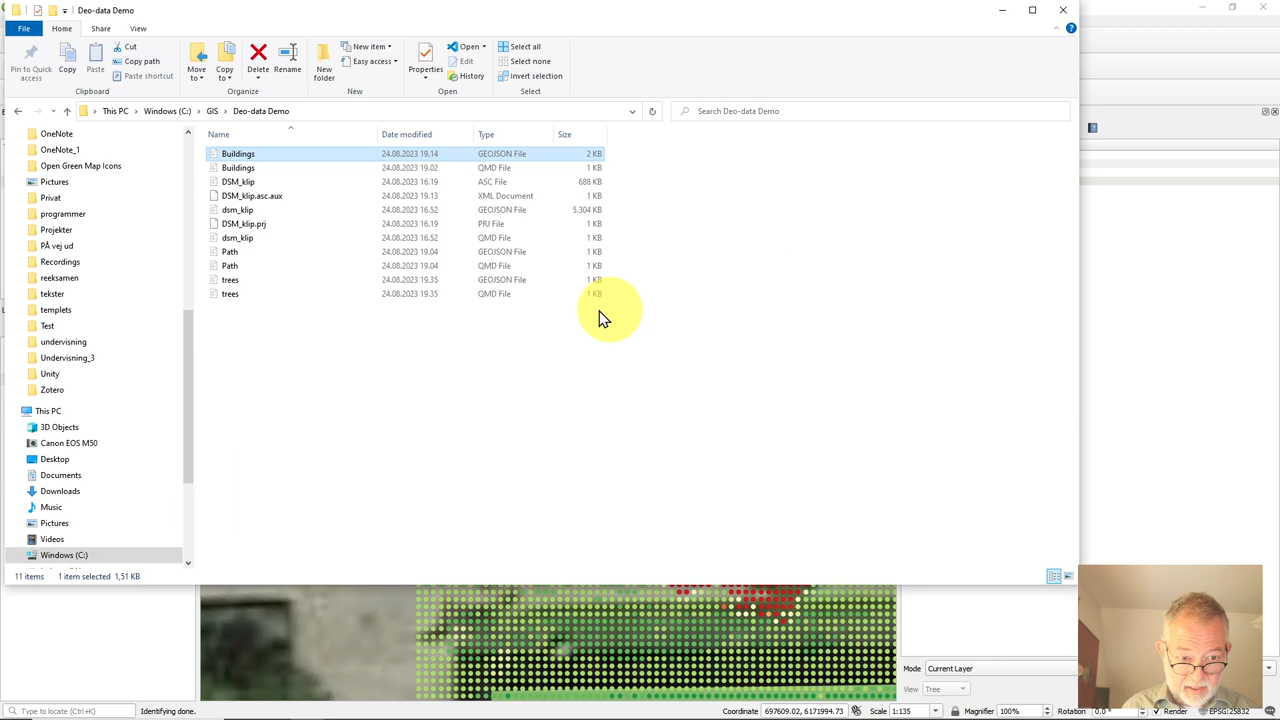 Deo-data Demo
File Home Share View
Pin to Quick access
Copy
Paste
Cut
Copy path
Paste shortcut
Clipboard
Move to
Copy to
Delete
Rename
Organize
New folder
New item
Easy access
New
Properties
Open
Edit
History
Open
Select all
Select none
Invert selection
Select
This PC > Windows (C:) > GIS > Deo-data Demo
Search Deo-data Demo
OneNote
OneNote_1
Open Green Map Icons
Pictures
Privat
programmer
Projekter
PÅ vej ud
Recordings
reeksamen
tekster
templets
Test
undervisning
Undervisning_3
Unity
Zotero
This PC
3D Objects
Canon EOS M50
Desktop
Documents
Downloads
Music
Pictures
Videos
Windows (C:)
Name Date modified Type Size
Buildings 24.08.2023 19.14 GEOJSON File 2 KB
Buildings 24.08.2023 19.02 QMD File 1 KB
DSM_klip 24.08.2023 16.19 ASC File 688 KB
DSM_klip.asc.aux 24.08.2023 19.13 XML Document 1 KB
dsm_klip 24.08.2023 16.52 GEOJSON File 5.304 KB
DSM_klip.prj 24.08.2023 16.19 PRJ File 1 KB
dsm_klip 24.08.2023 16.52 QMD File 1 KB
Path 24.08.2023 19.04 GEOJSON File 1 KB
Path 24.08.2023 19.04 QMD File 1 KB
trees 24.08.2023 19.35 GEOJSON File 1 KB
trees 24.08.2023 19.35 QMD File 1 KB
11 items 1 item selected 1,51 KB
Mode Current Layer
View Tree
Type to locate (Ctrl+K) Identifying done. Coordinate 697609.02, 6171994.73 Scale 1:135 Magnifier 100% Rotation 0.0 ° Render EPSG:25832